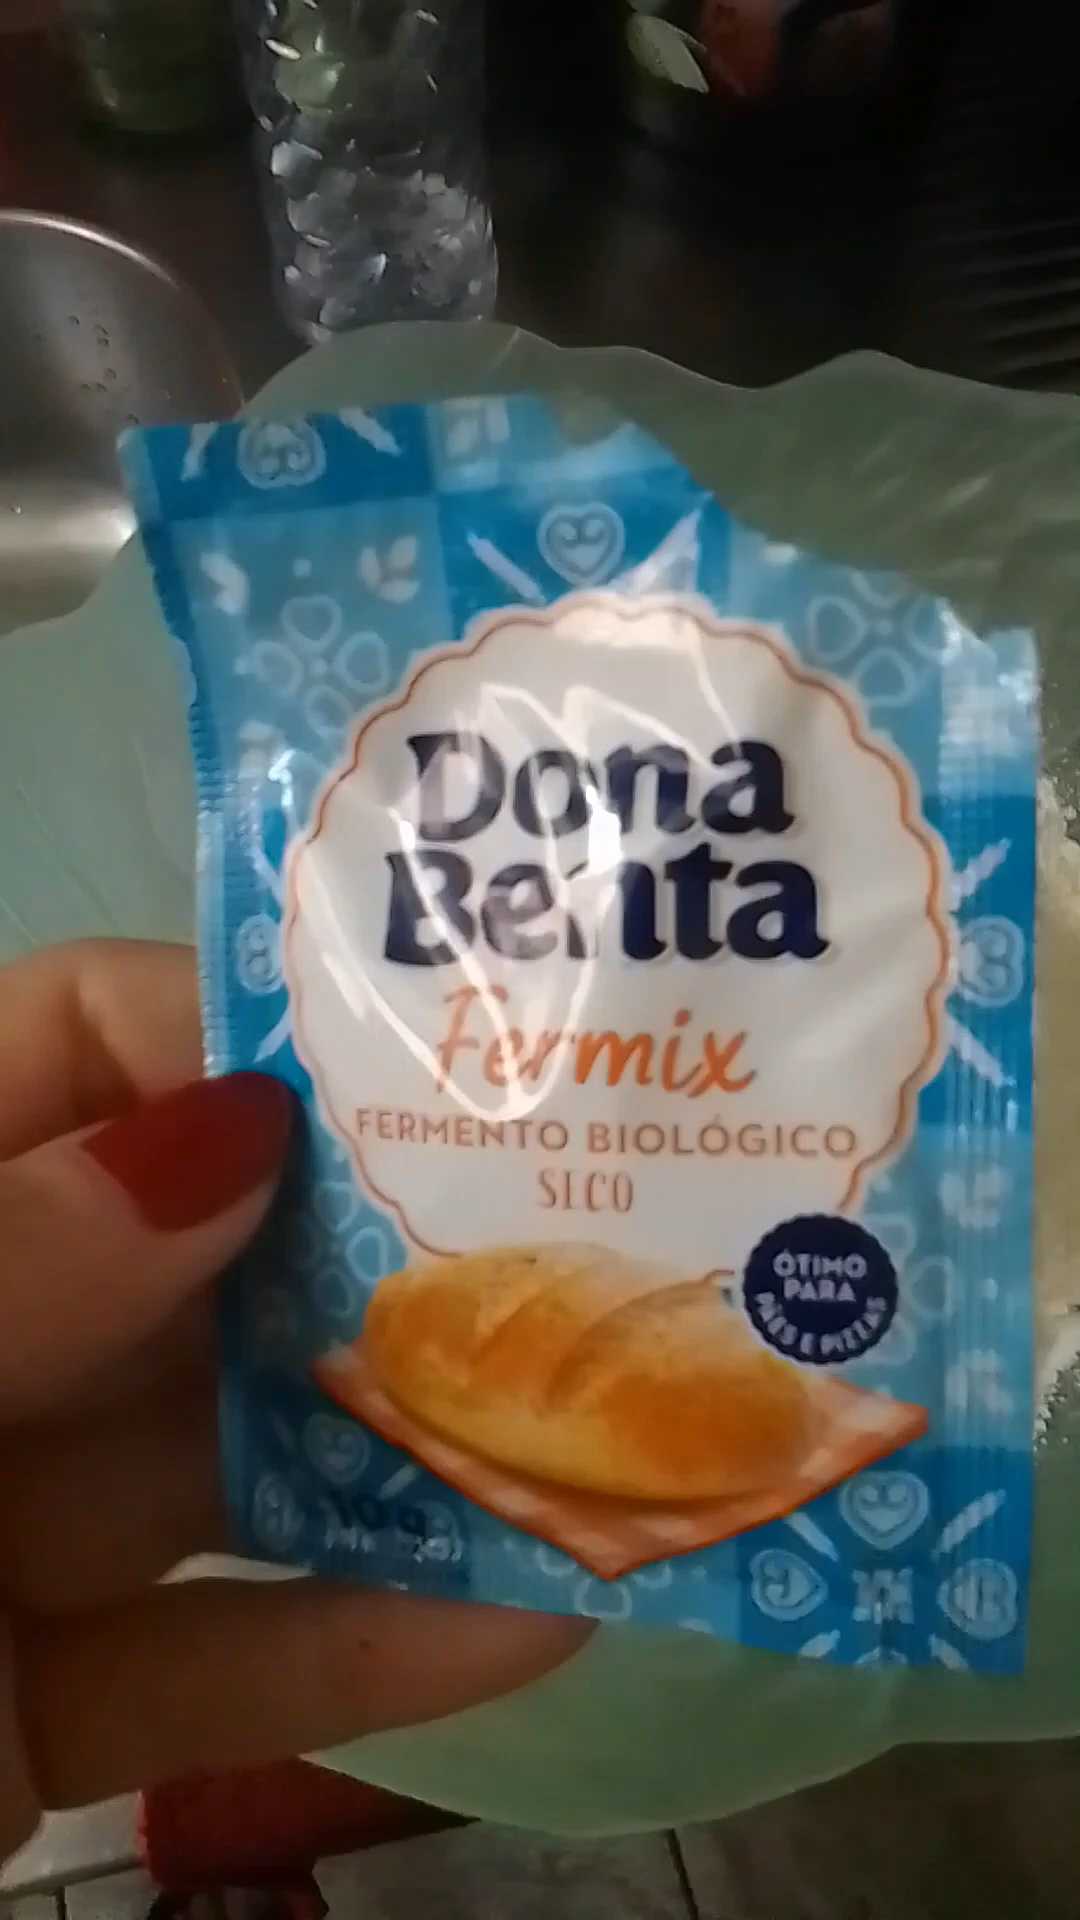 Dona
Benta
Fermix
FERMENTO BIOLÓGICO
SECO
ÓTIMO
PARA
PÃES E PIZZAS